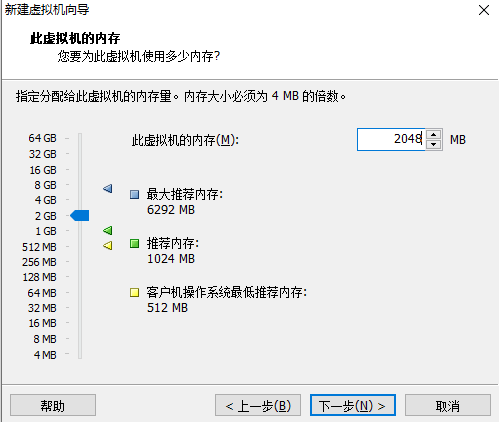 新建虚拟机向导
此虚拟机的内存
您要为此虚拟机使用多少内存?
指定分配给此虚拟机的内存量。内存大小必须为 4 MB 的倍数。
64 GB
32 GB
16 GB
8 GB
4 GB
2 GB
1 GB
512 MB
256 MB
128 MB
64 MB
32 MB
16 MB
8 MB
4 MB
此虚拟机的内存(M): 2048 MB
最大推荐内存:
6292 MB
推荐内存:
1024 MB
客户机操作系统最低推荐内存:
512 MB
帮助 < 上一步(B) 下一步(N) > 取消